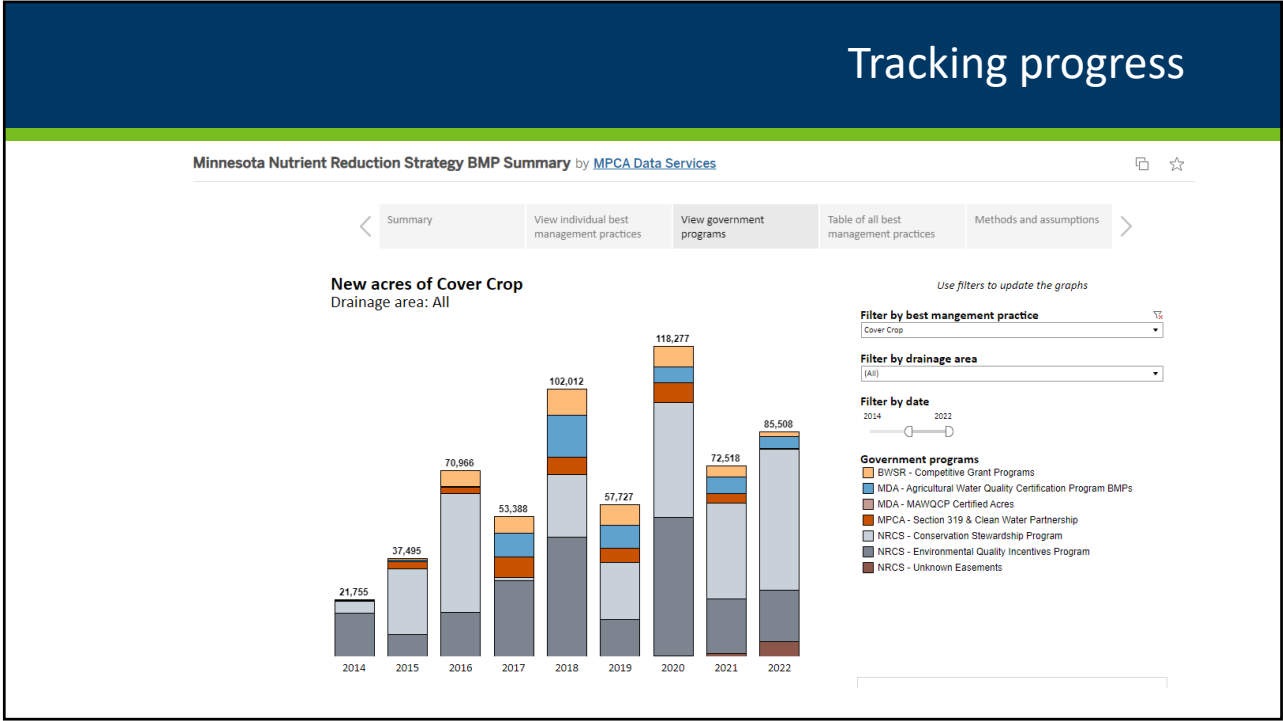 Tracking progress
Minnesota Nutrient Reduction Strategy BMP Summary by MPCA Data Services
Summary
View individual best
management practices
View government
programs
Table of all best
management practices
Methods and assumptions
New acres of Cover Crop
Drainage area: All
21,755
37,495
70,966
53,388
102,012
57,727
118,277
72,518
85,508
2014
2015
2016
2017
2018
2019
2020
2021
2022
Use filters to update the graphs
Filter by best mangement practice
Cover Crop
Filter by drainage area
(All)
Filter by date
2014
2022
Government programs
BWSR - Competitive Grant Programs
MDA - Agricultural Water Quality Certification Program BMPs
MDA - MAWQCP Certified Acres
MPCA - Section 319 & Clean Water Partnership
NRCS - Conservation Stewardship Program
NRCS - Environmental Quality Incentives Program
NRCS - Unknown Easements